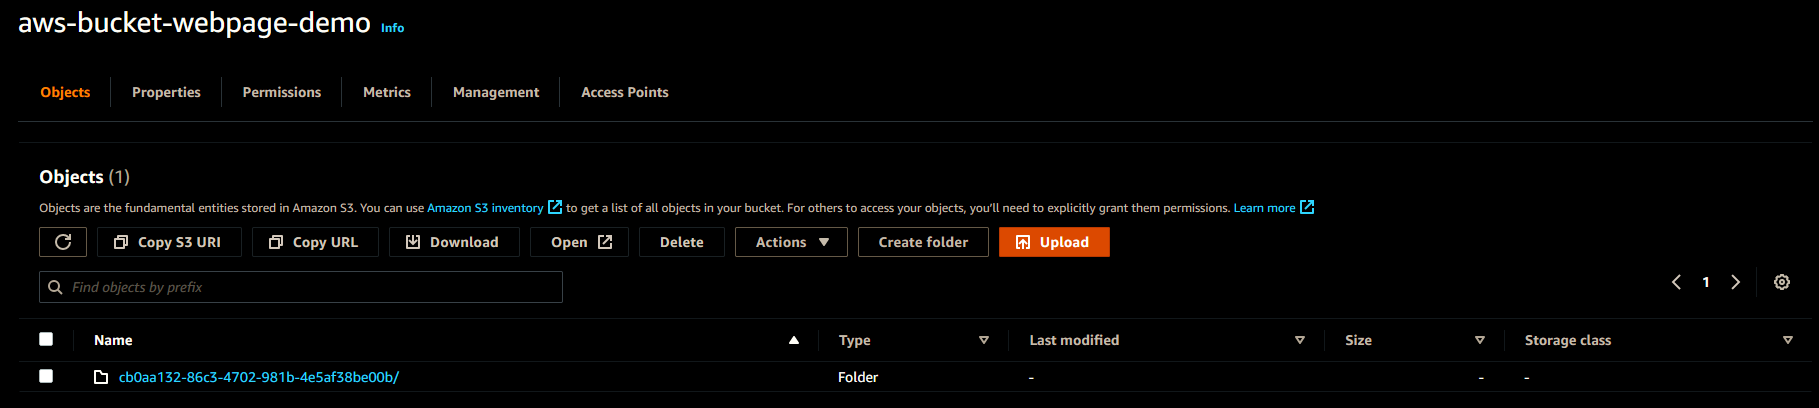 aws-bucket-webpage-demo Info
Objects Properties Permissions Metrics Management Access Points
Objects (1)
Objects are the fundamental entities stored in Amazon S3. You can use Amazon S3 inventory to get a list of all objects in your bucket. For others to access your objects, you'll need to explicitly grant them permissions. Learn more
Copy S3 URI Copy URL Download Open Delete Actions Create folder Upload
Find objects by prefix 1
Name Type Last modified Size Storage class
cb0aa132-86c3-4702-981b-4e5af38be00b/ Folder - - -